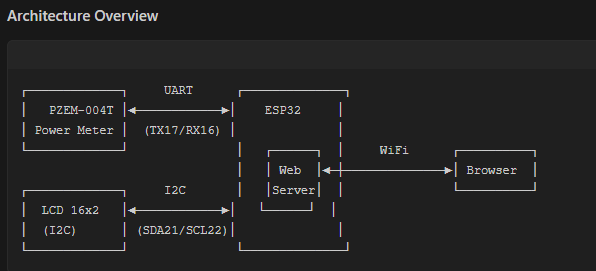 Architecture Overview
UART
PZEM-004T ESP32
Power Meter (TX17/RX16)
WiFi
Web Browser
I2C Server
LCD 16x2
(I2C) (SDA21/SCL22)